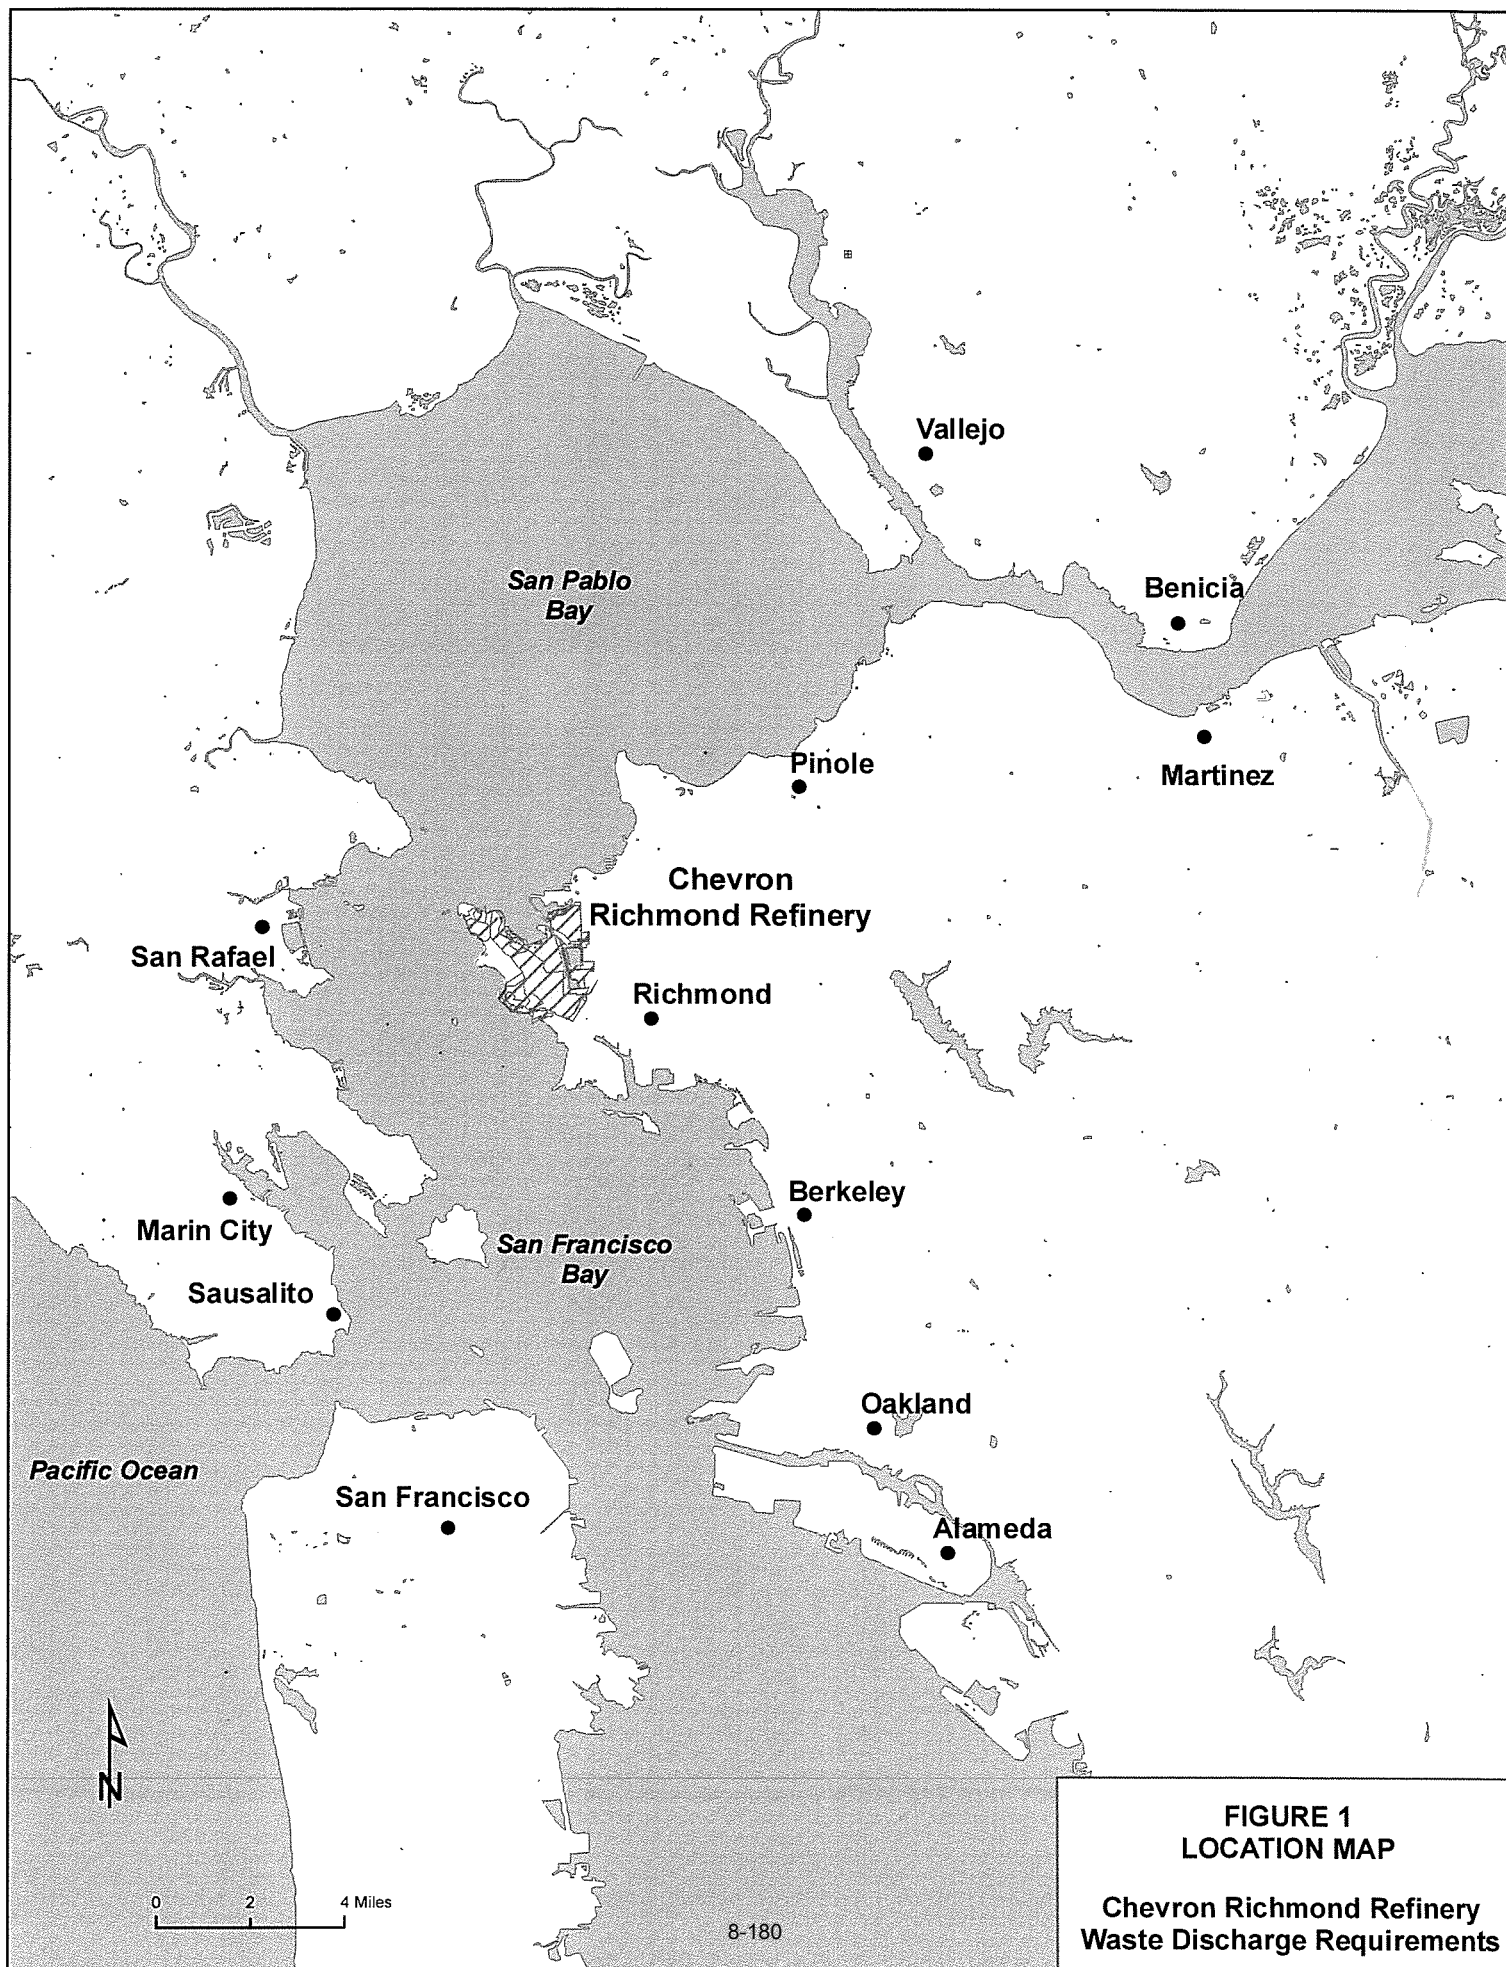 Vallejo
San Pablo
Bay
Benicia
Pinole
Martinez
Chevron
Richmond Refinery
San Rafael
Richmond
Berkeley
Marin City
San Francisco
Bay
Sausalito
Oakland
Pacific Ocean
San Francisco
Alameda
N
0 2 4 Miles
8-180
FIGURE 1
LOCATION MAP
Chevron Richmond Refinery
Waste Discharge Requirements